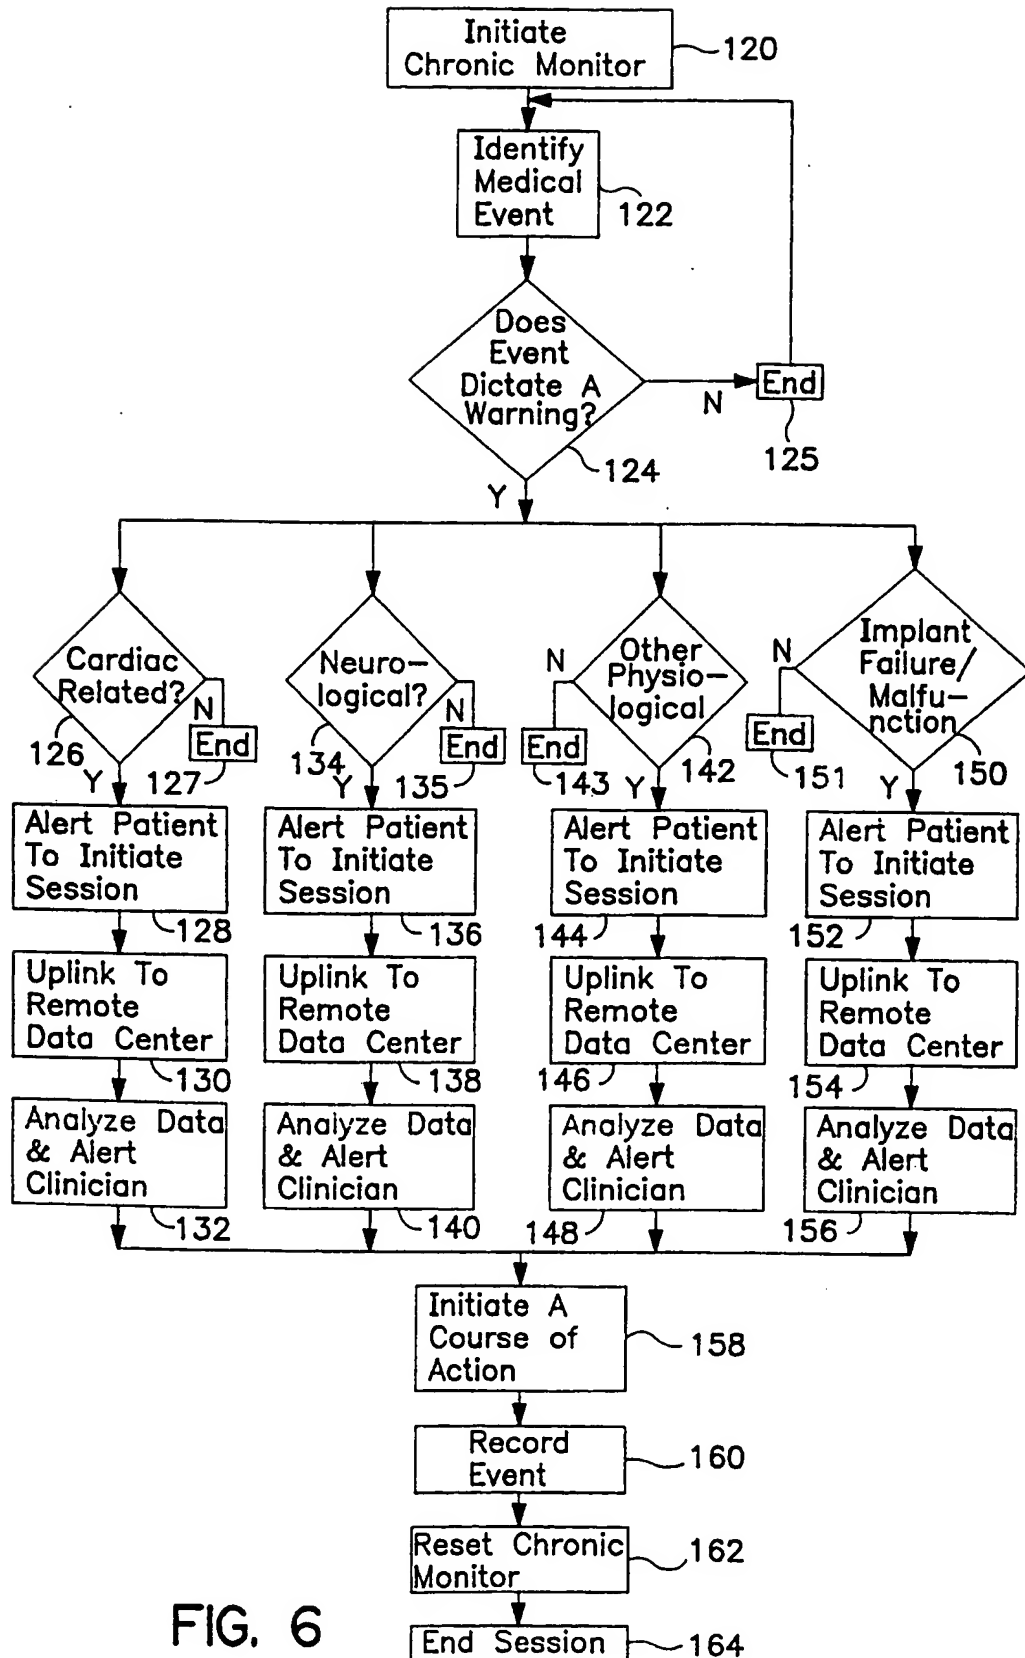 Initiate
Chronic Monitor
120
Identify
Medical
Event
122
Does
Event
Dictate A
Warning?
124
N
End
125
Y
Cardiac
Related?
126
N
End
127
Y
Neuro-
logical?
134
N
End
135
Y
Other
Physio-
logical
142
N
End
143
Y
Implant
Failure/
Malfu-
nction
150
N
End
151
Y
Alert Patient
To Initiate
Session
128
Alert Patient
To Initiate
Session
136
Alert Patient
To Initiate
Session
144
Alert Patient
To Initiate
Session
152
Uplink To
Remote
Data Center
130
Uplink To
Remote
Data Center
138
Uplink To
Remote
Data Center
146
Uplink To
Remote
Data Center
154
Analyze Data
& Alert
Clinician
132
Analyze Data
& Alert
Clinician
140
Analyze Data
& Alert
Clinician
148
Analyze Data
& Alert
Clinician
156
Initiate A
Course of
Action
158
Record
Event
160
Reset Chronic
Monitor
162
End Session
164
FIG. 6